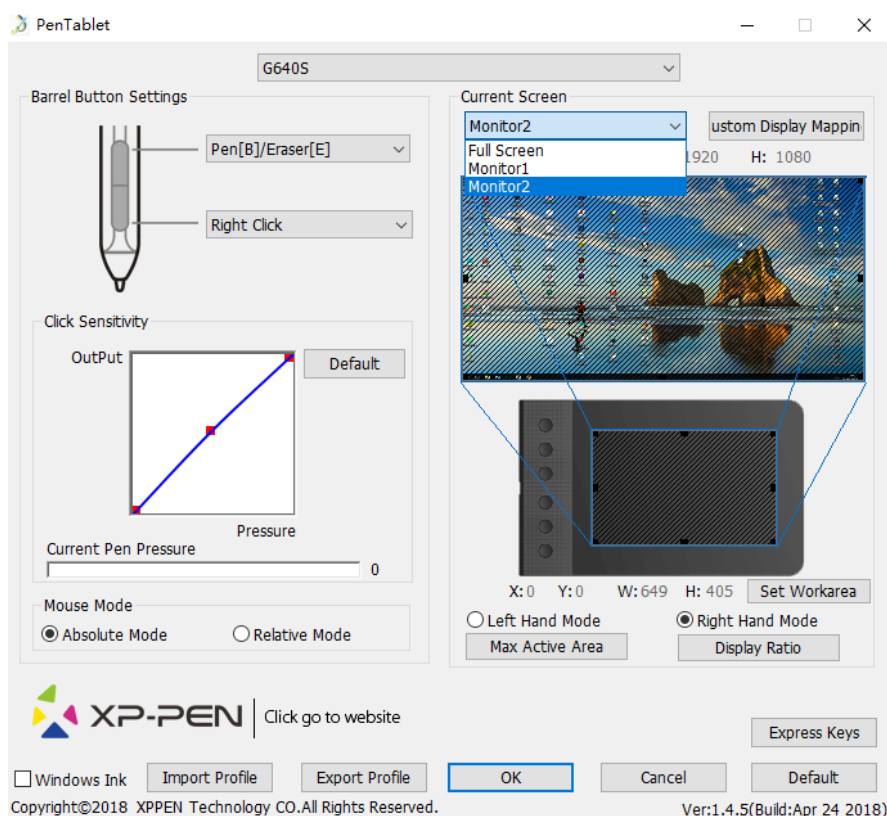 PenTablet
G640S
Barrel Button Settings
Pen[B]/Eraser[E]
Right Click
Click Sensitivity
OutPut
Default
Pressure
Current Pen Pressure
0
Mouse Mode
Absolute Mode
Relative Mode
Current Screen
Monitor2
ustom Display Mappin
Full Screen
Monitor1
Monitor2
1920 H: 1080
X: 0 Y: 0 W: 649 H: 405
Set Workarea
Left Hand Mode
Right Hand Mode
Max Active Area
Display Ratio
XP-PEN
Click go to website
Express Keys
Windows Ink
Import Profile
Export Profile
OK
Cancel
Default
Copyright©2018 XPPEN Technology CO.All Rights Reserved.
Ver:1.4.5(Build:Apr 24 2018)